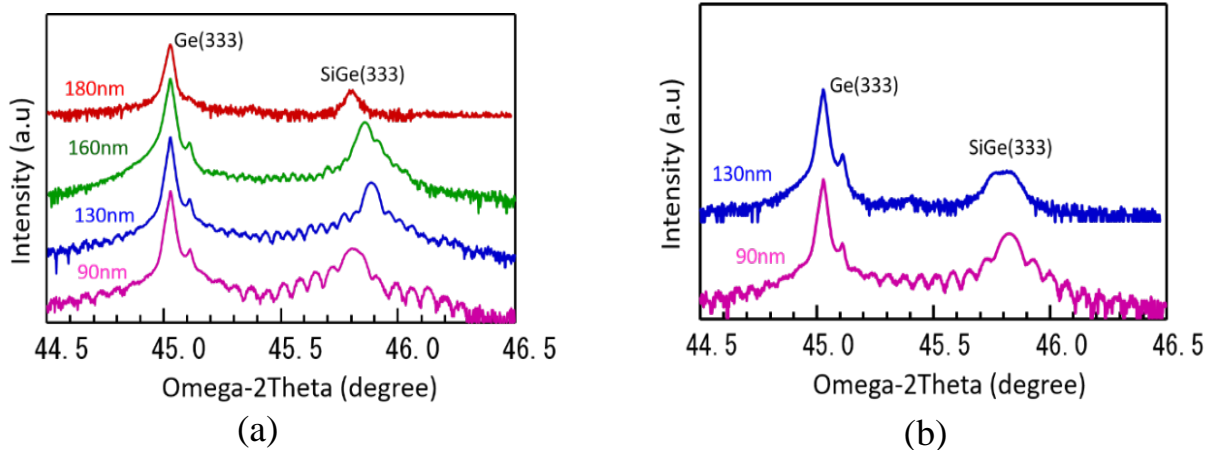 Ge(333)
SiGe(333)
180nm
160nm
130nm
90nm
Intensity (a.u)
44.5 45.0 45.5 46.0 46.5
Omega-2Theta (degree)
(a)
Ge(333)
SiGe(333)
130nm
90nm
Intensity (a.u)
44.5 45.0 45.5 46.0 46.5
Omega-2Theta (degree)
(b)